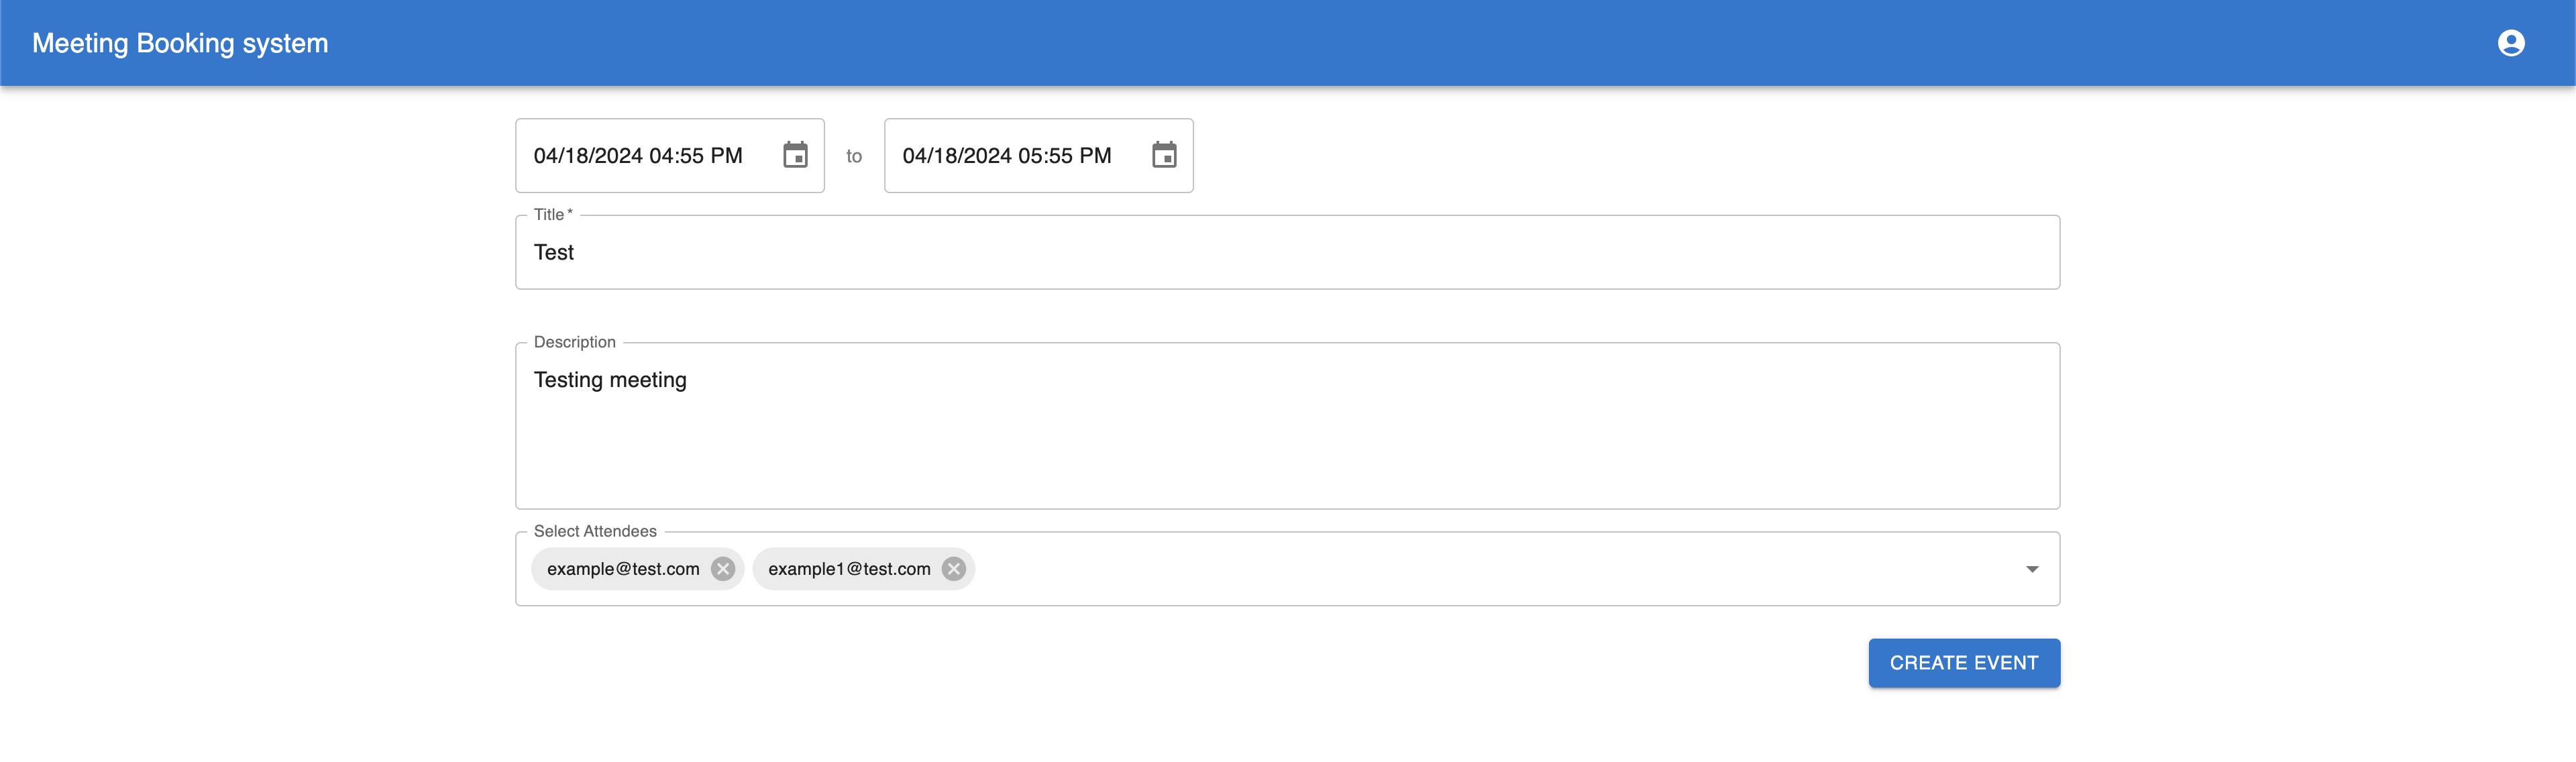 Meeting Booking system
04/18/2024 04:55 PM to 04/18/2024 05:55 PM
Title *
Test
Description
Testing meeting
Select Attendees
example@test.com example1@test.com
CREATE EVENT